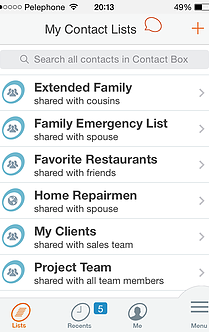 Pelephone 20:13 49%
My Contact Lists +
Search all contacts in Contact Box
Extended Family
shared with cousins
Family Emergency List
shared with spouse
Favorite Restaurants
shared with friends
Home Repairmen
shared with spouse
My Clients
shared with sales team
Project Team
shared with all team members
5
Lists Recents Me Menu